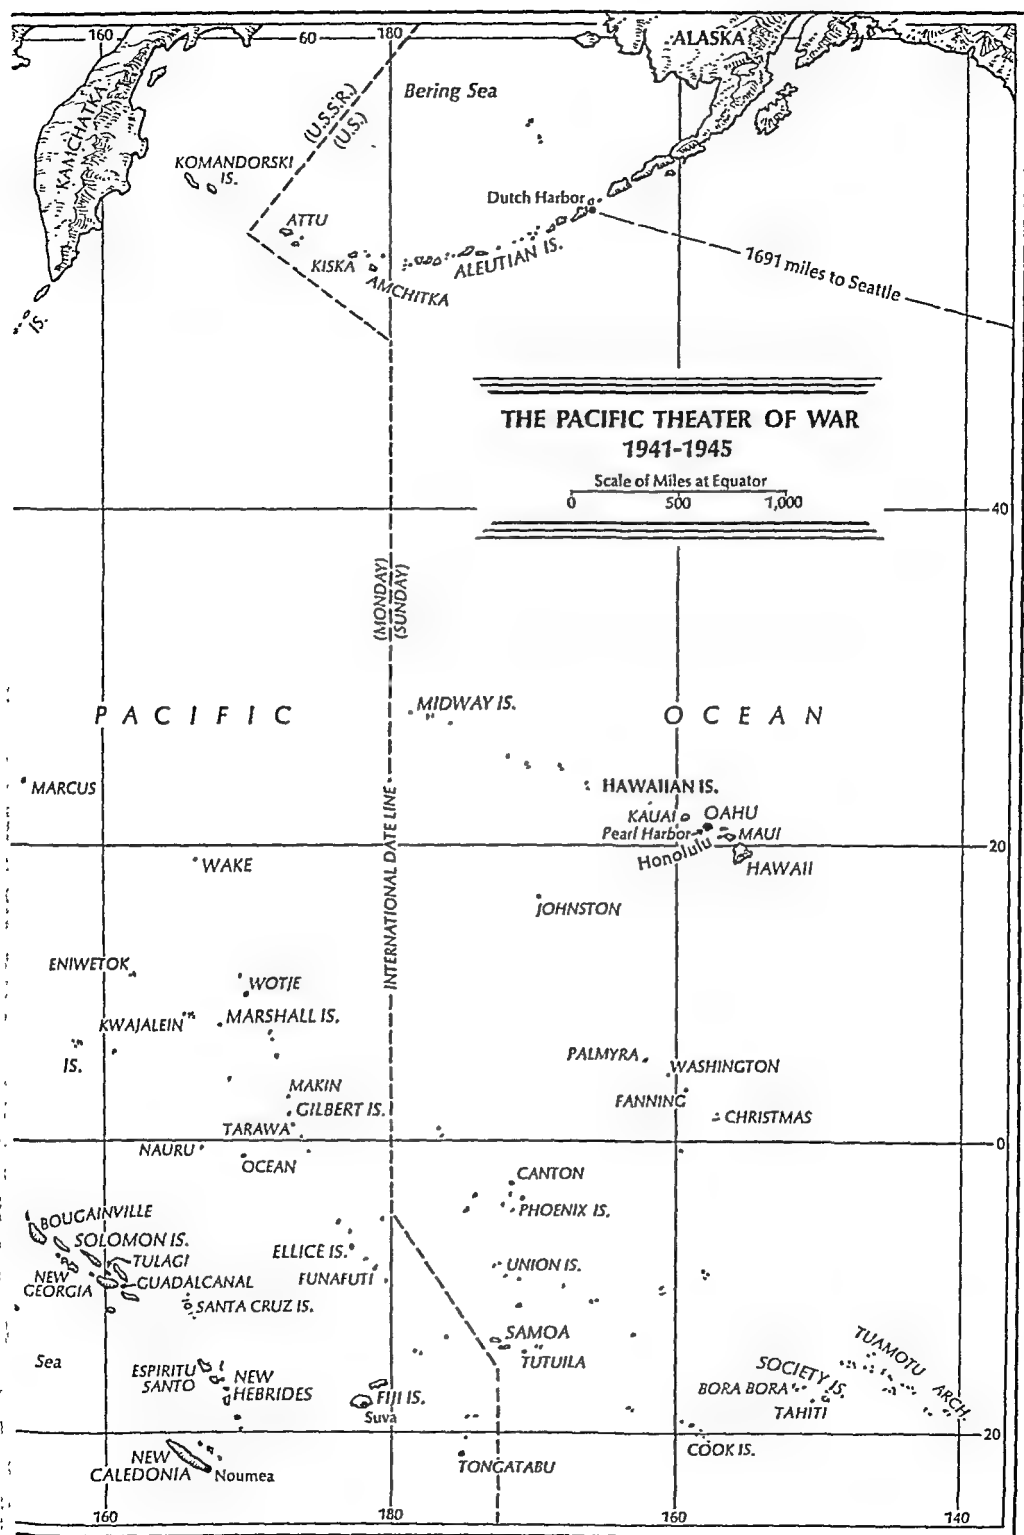 160
60
180
ALASKA
Bering Sea
(U.S.S.R.)
(U.S.)
KAMCHATKA
KOMANDORSKI
IS.
Dutch Harbor
ATTU
KISKA
AMCHITKA
ALEUTIAN IS.
1691 miles to Seattle
IS.
THE PACIFIC THEATER OF WAR
1941-1945
Scale of Miles at Equator
0 500 1,000
40
(MONDAY)
(SUNDAY)
MIDWAY IS.
PACIFIC OCEAN
MARCUS
HAWAIIAN IS.
KAUAI
OAHU
Pearl Harbor
MAUI
Honolulu
HAWAII
20
WAKE
INTERNATIONAL DATE LINE
JOHNSTON
ENIWETOK
WOTJE
KWAJALEIN
MARSHALL IS.
IS.
PALMYRA
WASHINGTON
MAKIN
FANNING
GILBERT IS.
CHRISTMAS
TARAWA
0
NAURU
OCEAN
CANTON
PHOENIX IS.
BOUGAINVILLE
SOLOMON IS.
TULAGI
ELLICE IS.
UNION IS.
NEW
GEORGIA
GUADALCANAL
FUNAFUTI
SANTA CRUZ IS.
SAMOA
TUTUILA
TUAMOTU
ARCH.
Sea
ESPIRITU
SANTO
NEW
HEBRIDES
FIJI IS.
Suva
SOCIETY IS.
BORA BORA
TAHITI
20
COOK IS.
NEW
CALEDONIA
Noumea
TONGATABU
160
180
160
140